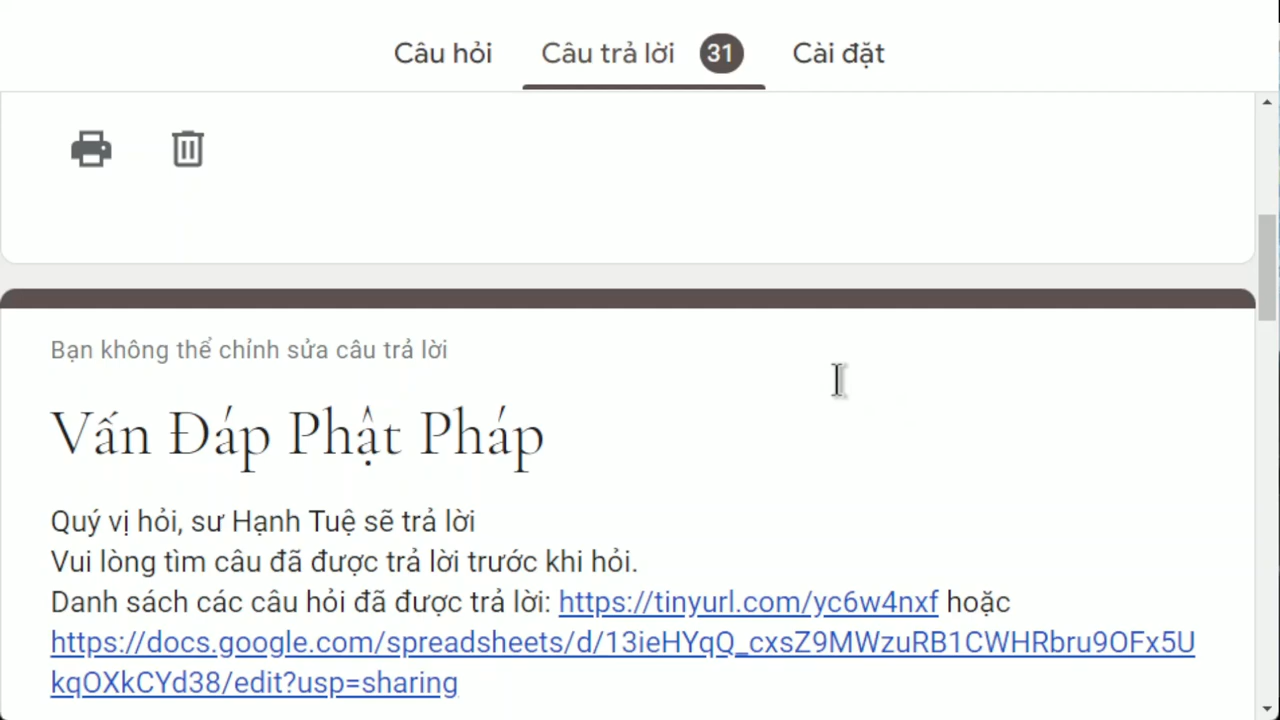 Câu hỏi Câu trả lời 31 Cài đặt
Bạn không thể chỉnh sửa câu trả lời
Vấn Đáp Phật Pháp
Quý vị hỏi, sư Hạnh Tuệ sẽ trả lời
Vui lòng tìm câu đã được trả lời trước khi hỏi.
Danh sách các câu hỏi đã được trả lời: https://tinyurl.com/yc6w4nxf hoặc
https://docs.google.com/spreadsheets/d/13ieHYqQ_cxsZ9MWzuRB1CWHRbru9OFx5U
kqOXkCYd38/edit?usp=sharing